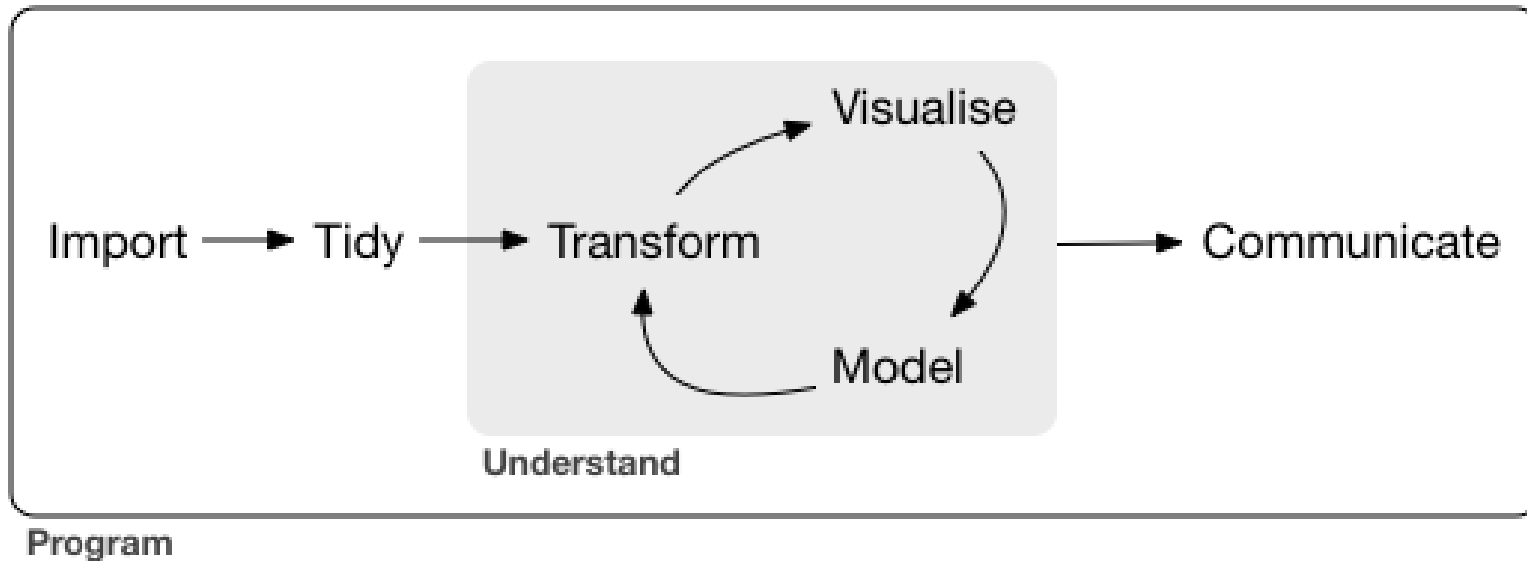 Visualise
Import
Tidy
Transform
Communicate
Model
Understand
Program